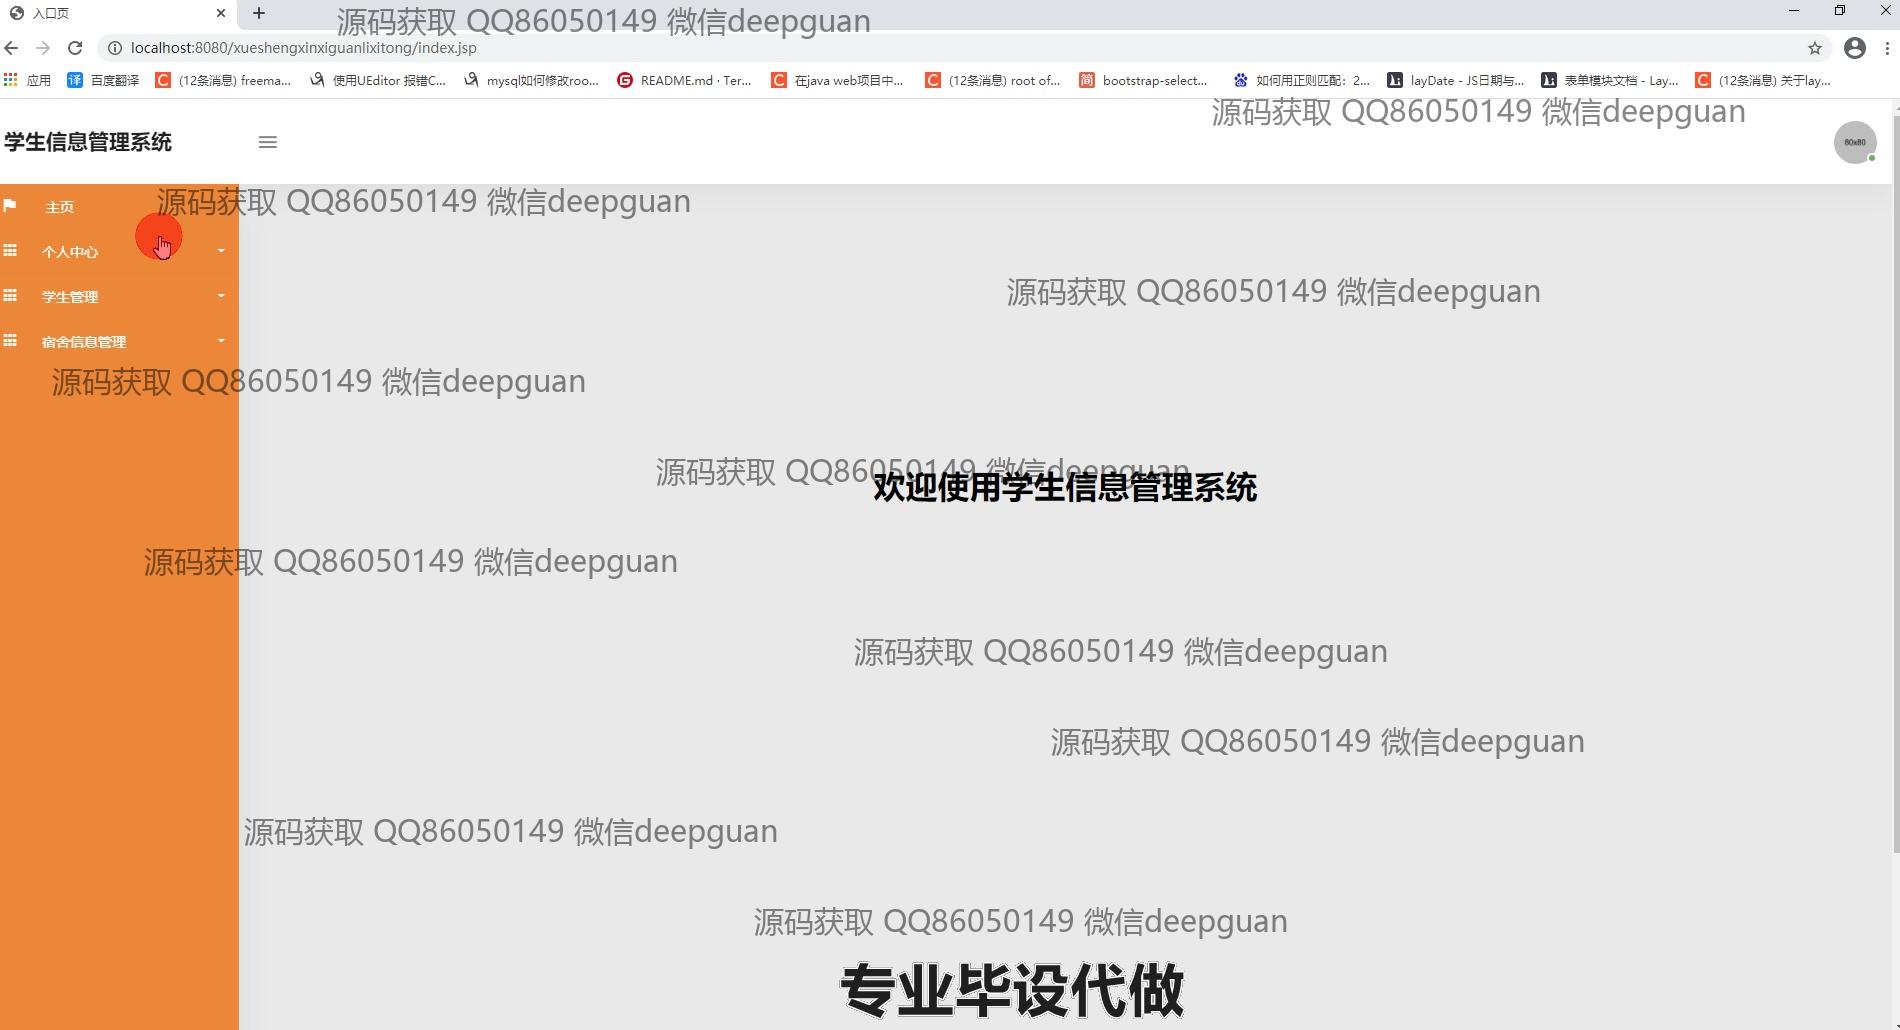 入口页
源码获取 QQ86050149 微信deepguan
localhost:8080/xueshengxinxiguanlixitong/index.jsp
应用 百度翻译 (12条消息) freema... 使用UEditor 报错C... mysql如何修改roo... README.md · Ter... 在java web项目中... (12条消息) root of... bootstrap-select... 如何用正则匹配：2... layDate - JS日期与... 表单模块文档 - Lay... (12条消息) 关于lay...
源码获取 QQ86050149 微信deepguan
学生信息管理系统
80x80
源码获取 QQ86050149 微信deepguan
主页
个人中心
源码获取 QQ86050149 微信deepguan
学生管理
宿舍信息管理
源码获取 QQ86050149 微信deepguan
源码获取 QQ86050149 微信deepguan
欢迎使用学生信息管理系统
源码获取 QQ86050149 微信deepguan
源码获取 QQ86050149 微信deepguan
源码获取 QQ86050149 微信deepguan
源码获取 QQ86050149 微信deepguan
源码获取 QQ86050149 微信deepguan
专业毕设代做